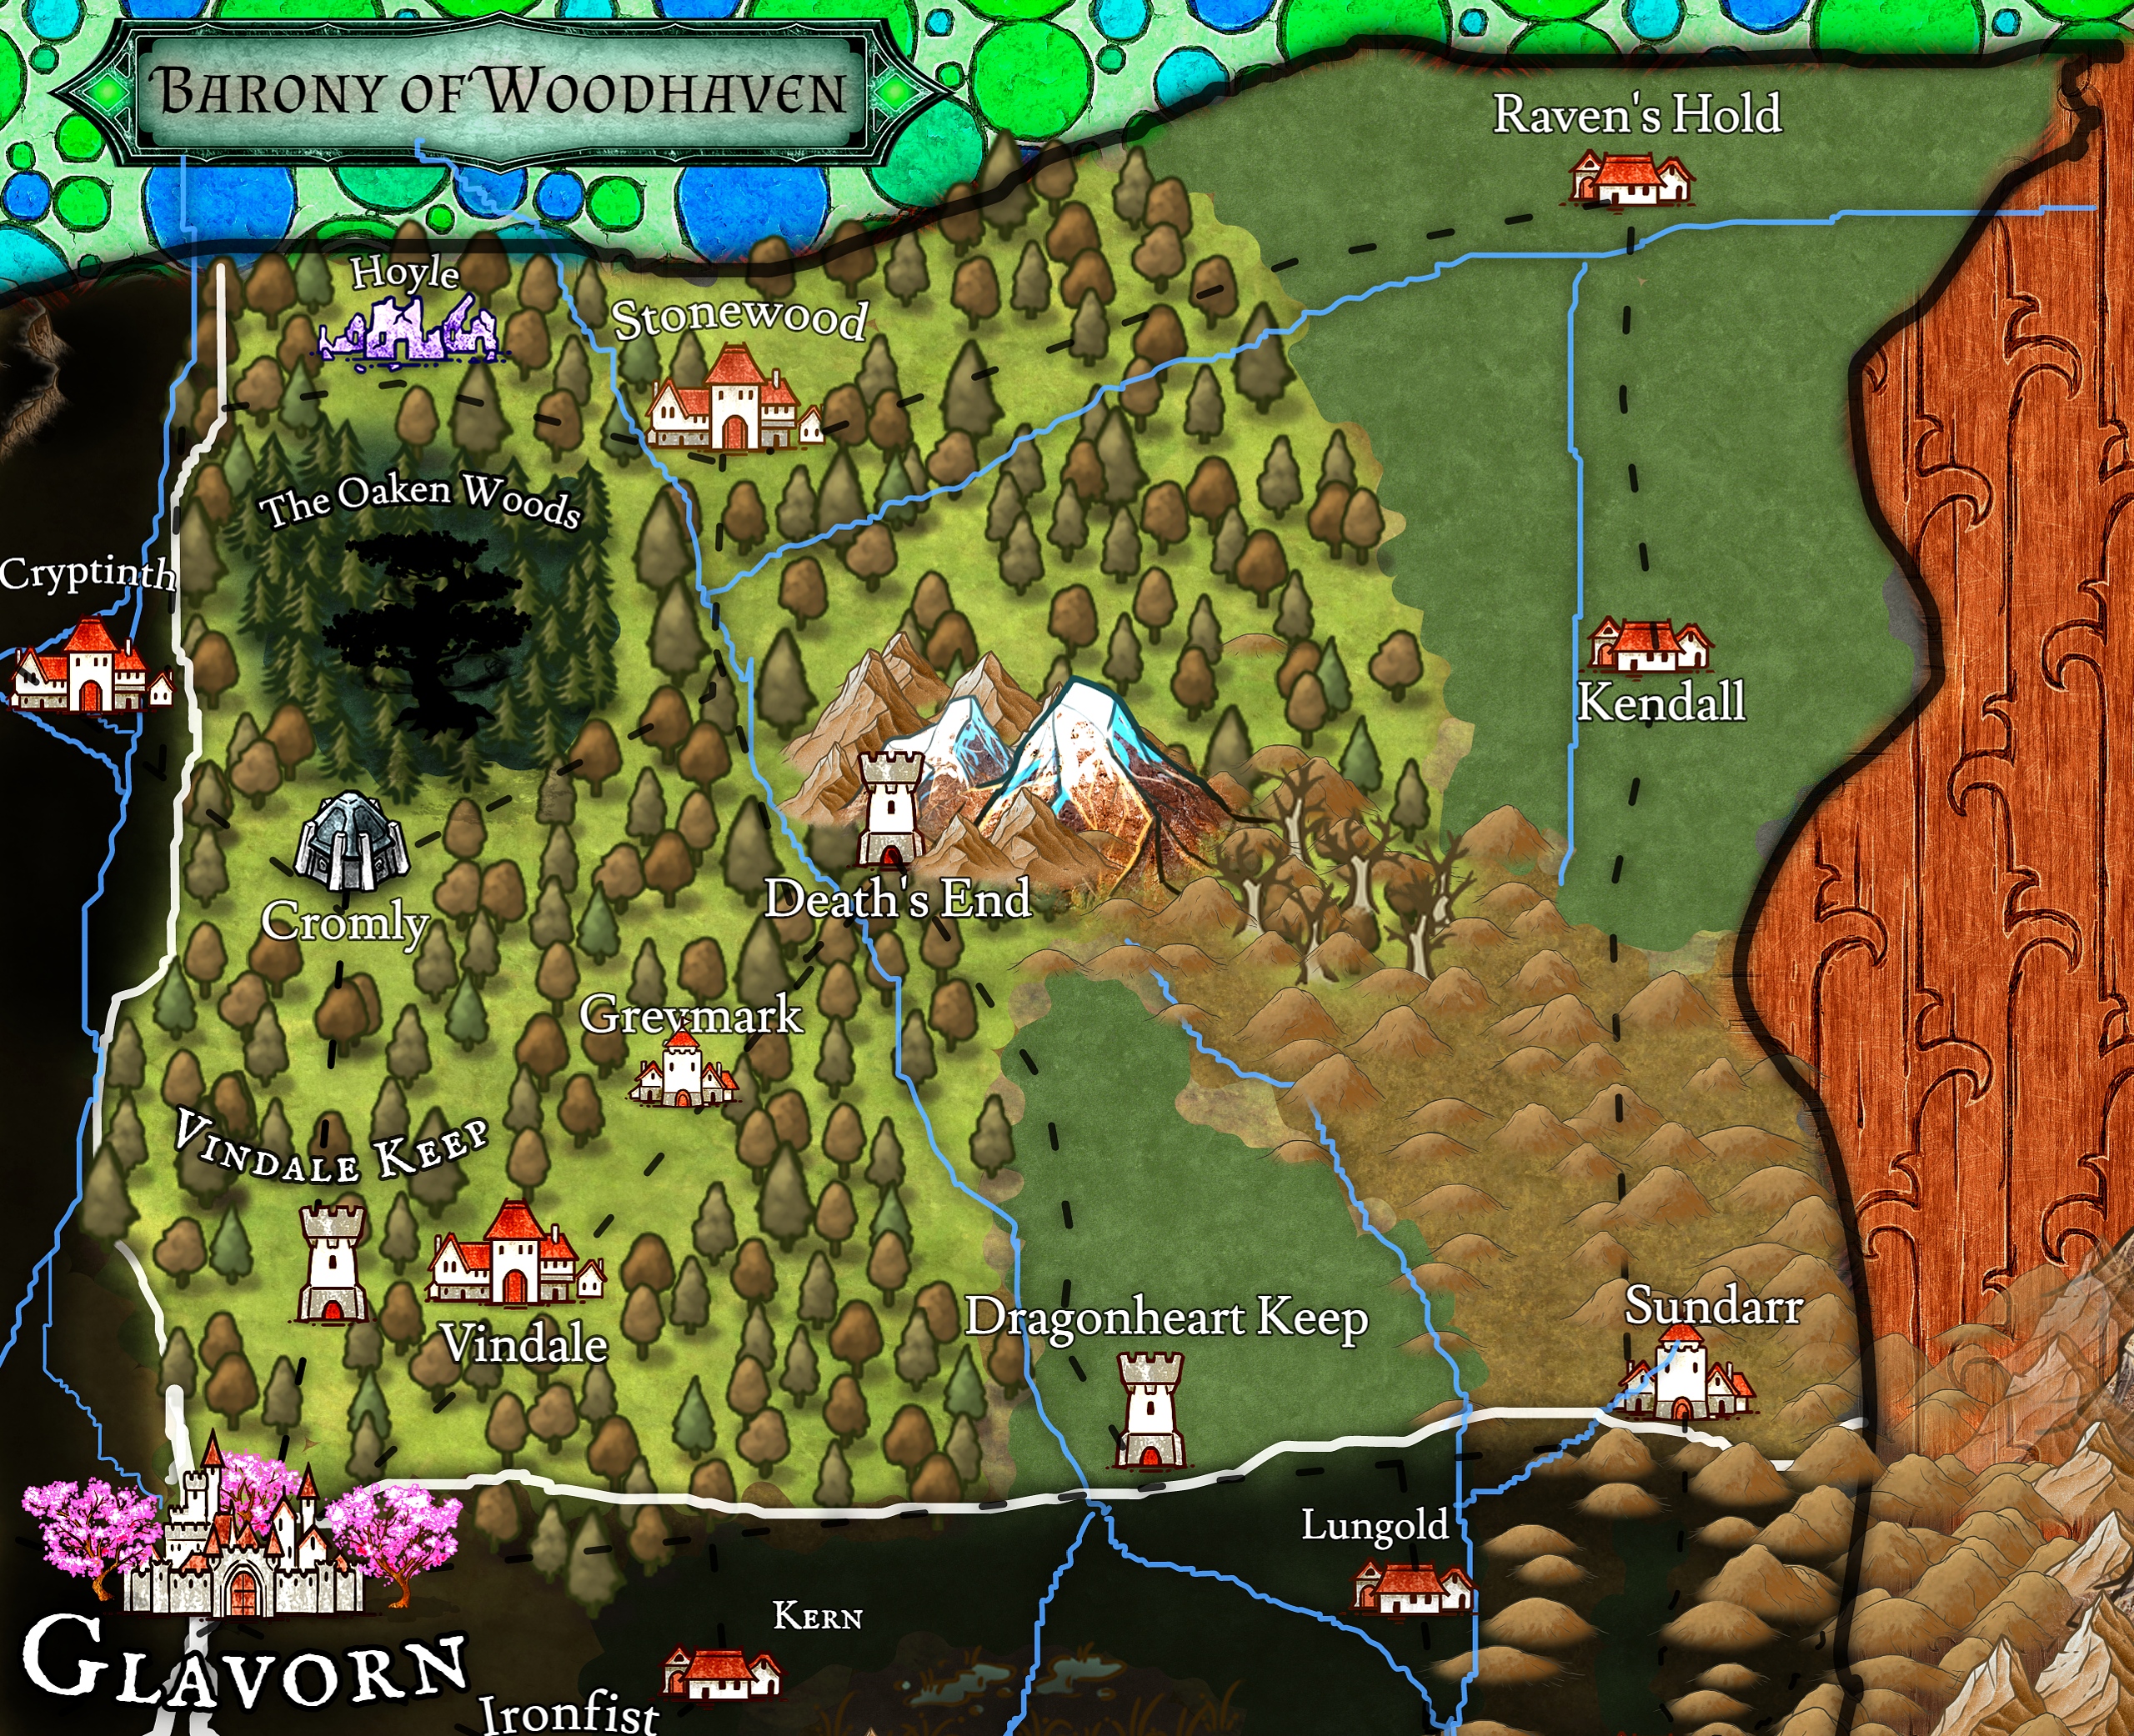 Barony of Woodhaven
Raven's Hold
Hoyle
Stonewood
The Oaken Woods
Cryptinth
Kendall
Death's End
Cromly
Greymark
Vindale Keep
Vindale
Dragonheart Keep
Sundarr
Lungold
Kern
Glavorn
Ironfist